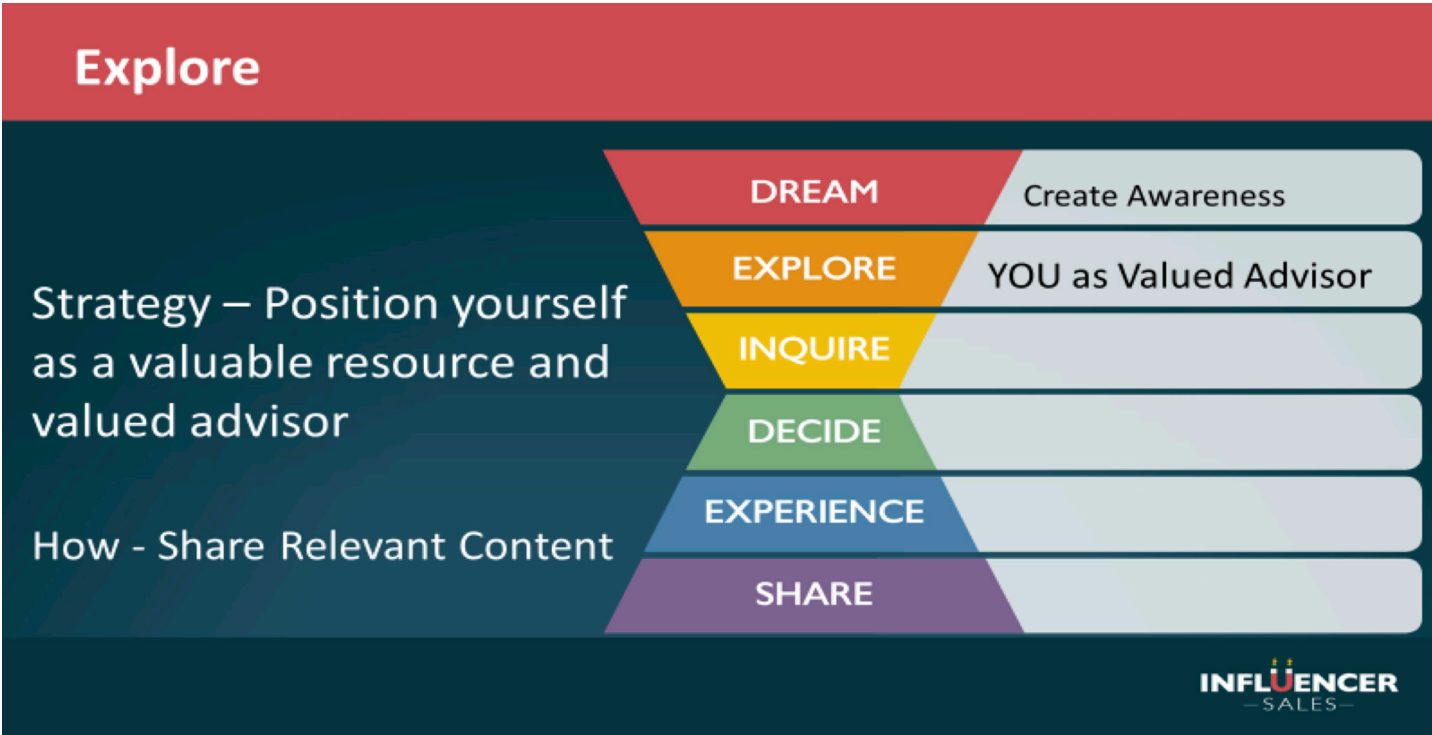 Explore
Strategy – Position yourself
as a valuable resource and
valued advisor
How - Share Relevant Content
DREAM
Create Awareness
EXPLORE
YOU as Valued Advisor
INQUIRE
DECIDE
EXPERIENCE
SHARE
INFLÜENCER
—SALES—